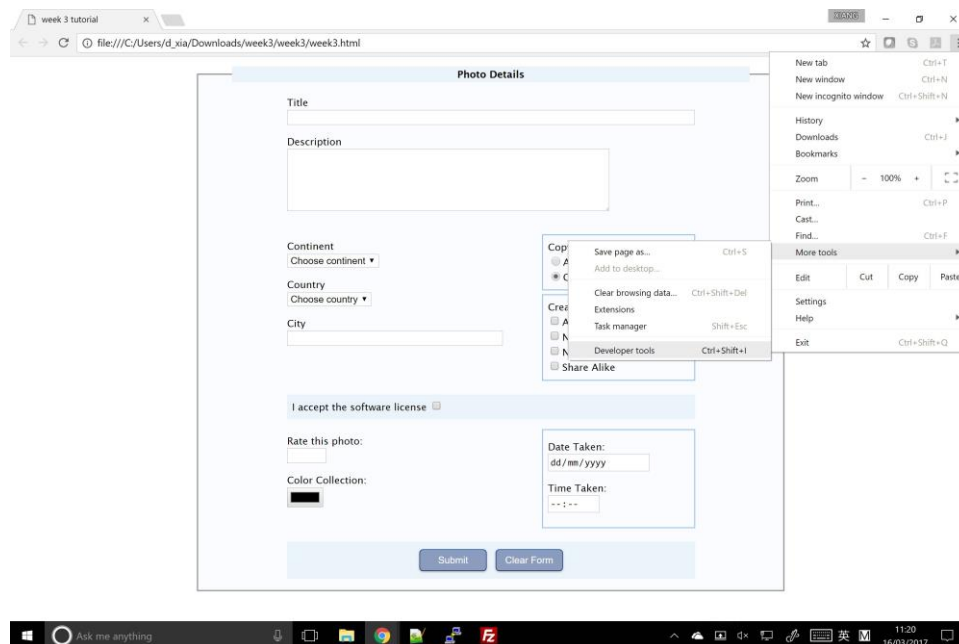 week 3 tutorial
XIANG
file:///C:/Users/d_xia/Downloads/week3/week3/week3.html
Photo Details
Title
Description
Continent
Choose continent
Country
Choose country
City
Cop
A
C
Crea
A
N
N
Share Alike
I accept the software license
Rate this photo:
Color Collection:
Date Taken:
dd/mm/yyyy
Time Taken:
--:--
Submit Clear Form
New tab Ctrl+T
New window Ctrl+N
New incognito window Ctrl+Shift+N
History
Downloads Ctrl+J
Bookmarks
Zoom - 100% +
Print... Ctrl+P
Cast...
Find... Ctrl+F
More tools
Edit Cut Copy Paste
Settings
Help
Exit Ctrl+Shift+Q
Save page as... Ctrl+S
Add to desktop...
Clear browsing data... Ctrl+Shift+Del
Extensions
Task manager Shift+Esc
Developer tools Ctrl+Shift+I
Ask me anything
英 M
11:20
16/03/2017